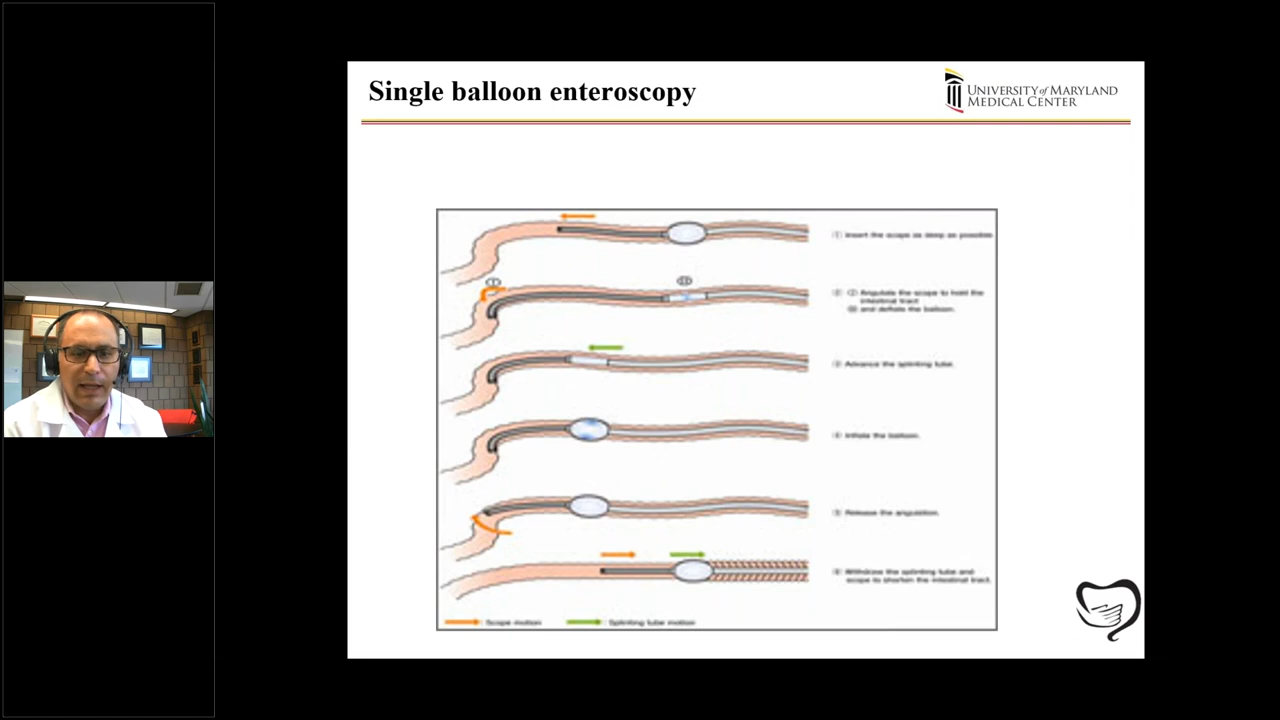 Single balloon enteroscopy
UNIVERSITY of MARYLAND
MEDICAL CENTER
① Insert the scope as deep as possible
① Angulate the scope to hold the
intestinal tract
and deflate the balloon.
③ Advance the splinting tube.
④ Inflate the balloon.
⑤ Release the angulation.
⑥ Withdraw the splinting tube and
scope to shorten the intestinal tract.
: Scope motion : Splinting tube motion